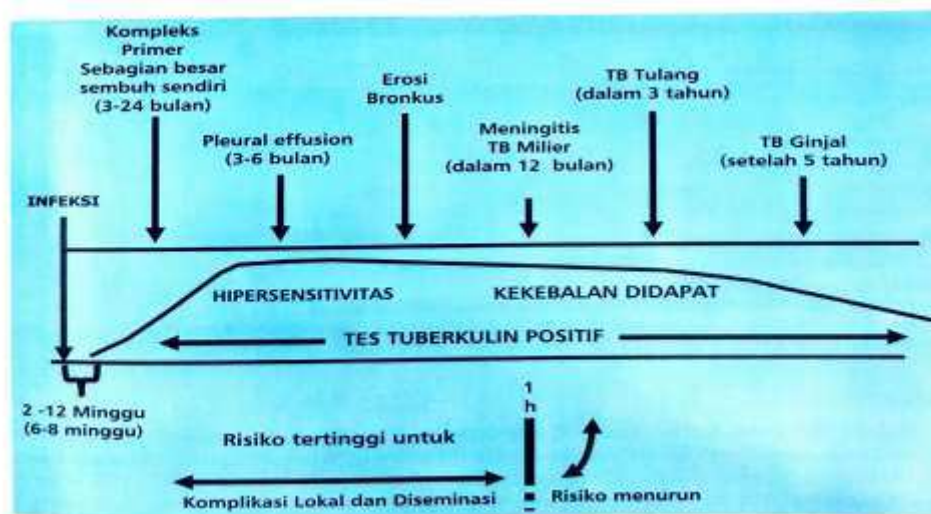 Kompleks
Primer
Sebagian besar
sembuh sendiri
(3-24 bulan)
Pleural effusion
(3-6 bulan)
Erosi
Bronkus
Meningitis
TB Milier
(dalam 12 bulan)
TB Tulang
(dalam 3 tahun)
TB Ginjal
(setelah 5 tahun)
INFEKSI
HIPERSENSITIVITAS
KEKEBALAN DIDAPAT
TES TUBERKULIN POSITIF
2 -12 Minggu
(6-8 minggu)
Risiko tertinggi untuk
Komplikasi Lokal dan Diseminasi
1
h
Risiko menurun